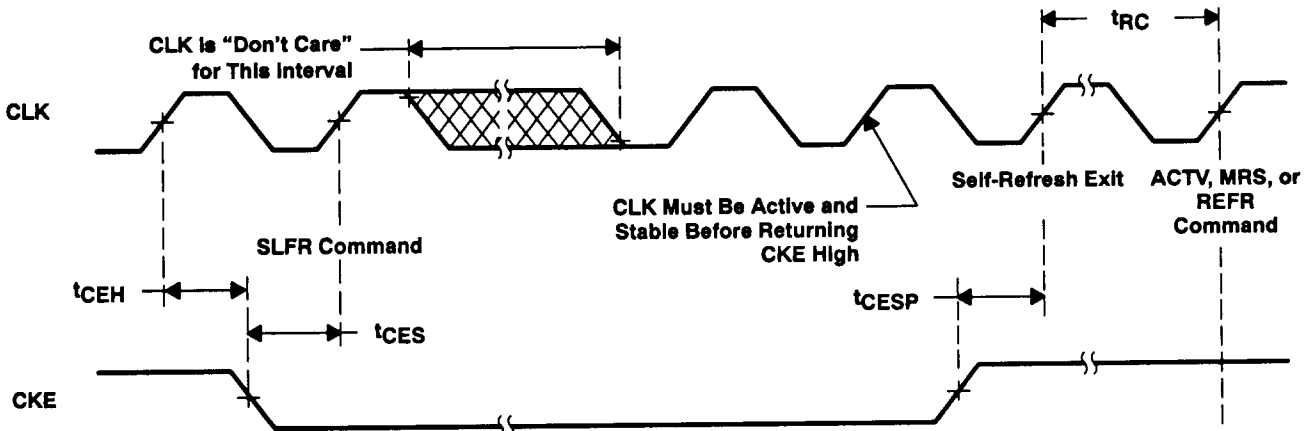 tRC
CLK Is “Don’t Care”
for This Interval
CLK
Self-Refresh Exit
ACTV, MRS, or
REFR
Command
CLK Must Be Active and
Stable Before Returning
CKE High
SLFR Command
tCEH
tCESP
tCES
CKE